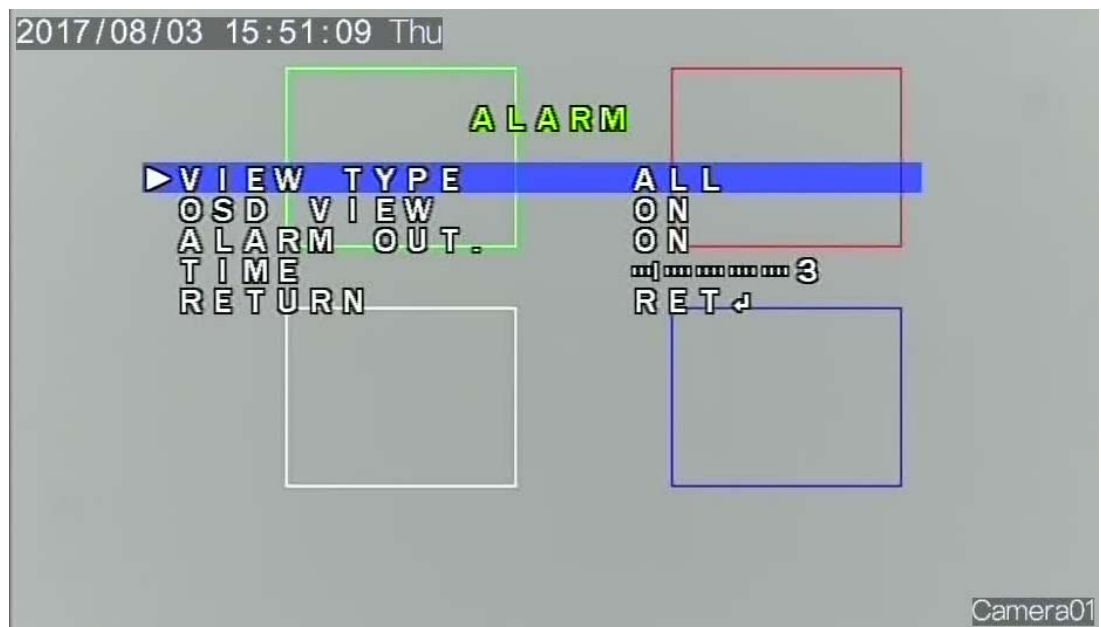 2017/08/03 15:51:09 Thu
ALARM
VIEW TYPE ALL
OSD VIEW ON
ALARM OUT. ON
TIME 3
RETURN RET
Camera01